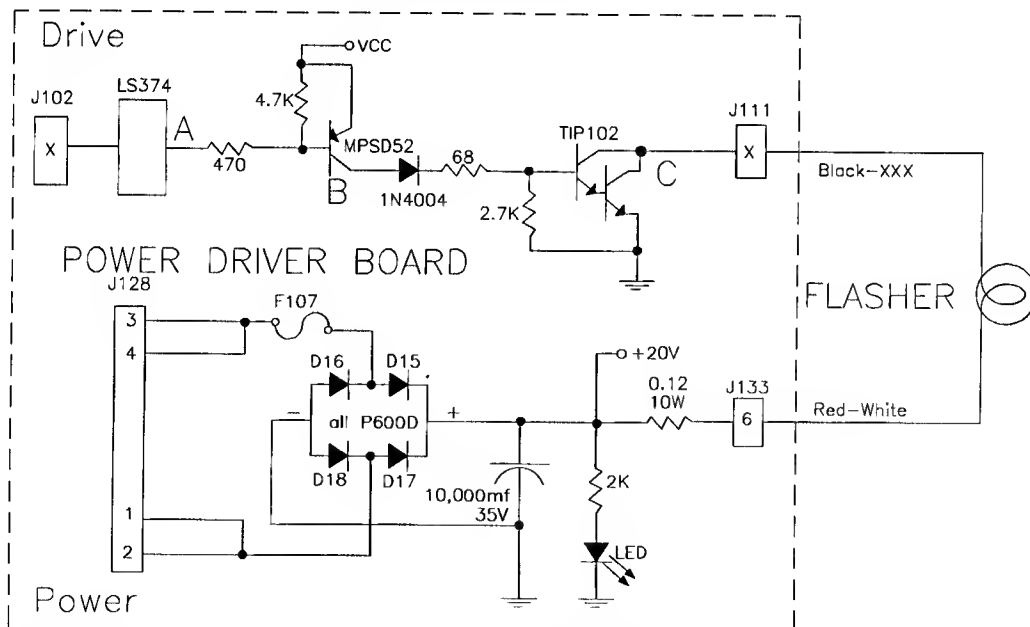 Drive
VCC
LS374
J102
4.7K
J111
A
TIP102
X
MPSD52
68
X
470
B
C
1N4004
Black-XXX
2.7K
POWER DRIVER BOARD
J128
F107
FLASHER
3
4
D16
D15
+20V
0.12
10W
J133
-
+
all P600D
6
Red-White
D18
D17
2K
10,000mf
35V
1
2
LED
Power